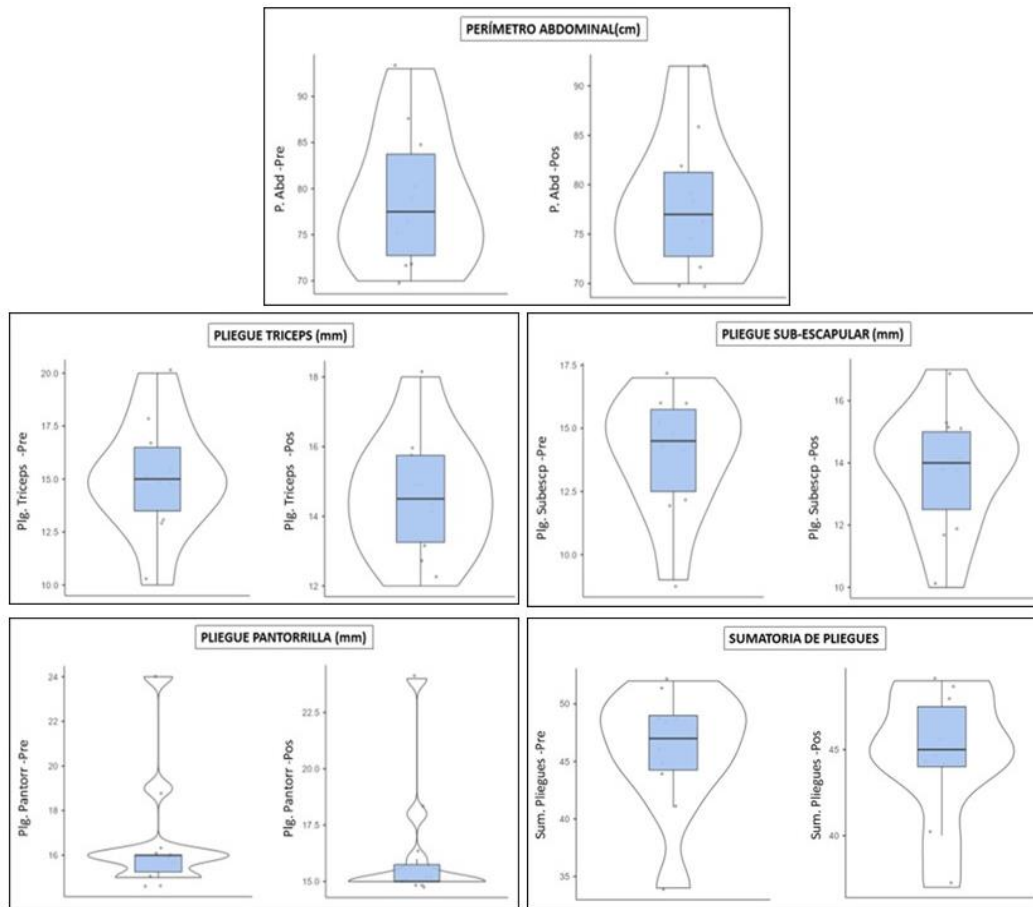 PERÍMETRO ABDOMINAL(cm)
P. Abd -Pre
90
85
80
75
70
P. Abd -Pos
90
85
80
75
70
PLIEGUE TRICEPS (mm)
Plg. Triceps -Pre
20.0
17.5
15.0
12.5
10.0
Plg. Triceps -Pos
18
16
14
12
PLIEGUE SUB-ESCAPULAR (mm)
Plg. Subescp -Pre
17.5
15.0
12.5
10.0
Plg. Subescp -Pos
16
14
12
10
PLIEGUE PANTORRILLA (mm)
Plg. Pantorr -Pre
24
22
20
18
16
Plg. Pantorr -Pos
22.5
20.0
17.5
15.0
SUMATORIA DE PLIEGUES
Sum. Pliegues -Pre
50
45
40
35
Sum. Pliegues -Pos
45
40